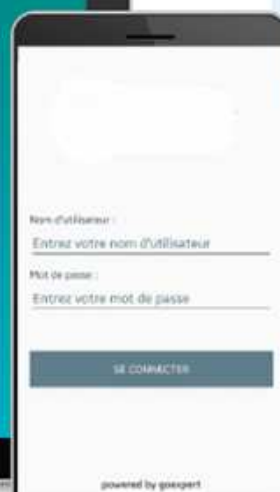 Nom d'utilisateur :
Entrez votre nom d'utilisateur
Mot de passe :
Entrez votre mot de passe
SE CONNECTER
powered by goexpert